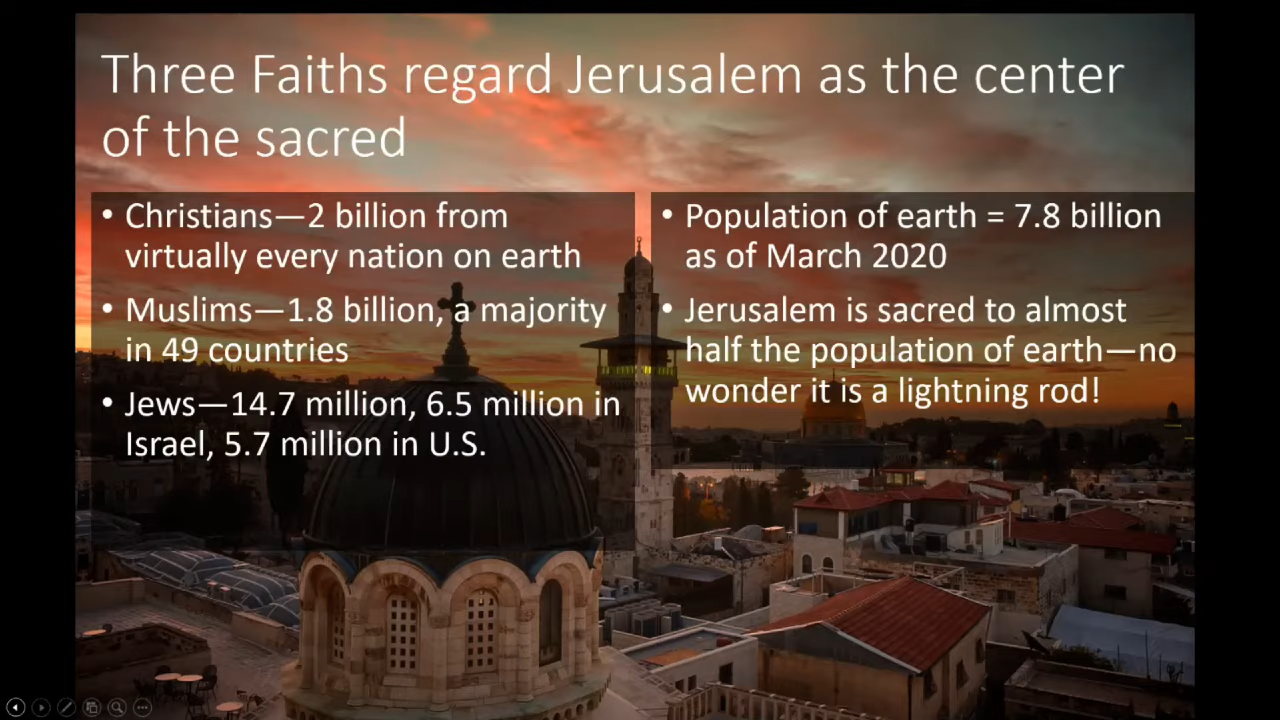 Three Faiths regard Jerusalem as the center
of the sacred
• Christians—2 billion from
virtually every nation on earth
• Muslims—1.8 billion, a majority
in 49 countries
• Jews—14.7 million, 6.5 million in
Israel, 5.7 million in U.S.
• Population of earth = 7.8 billion
as of March 2020
• Jerusalem is sacred to almost
half the population of earth—no
wonder it is a lightning rod!